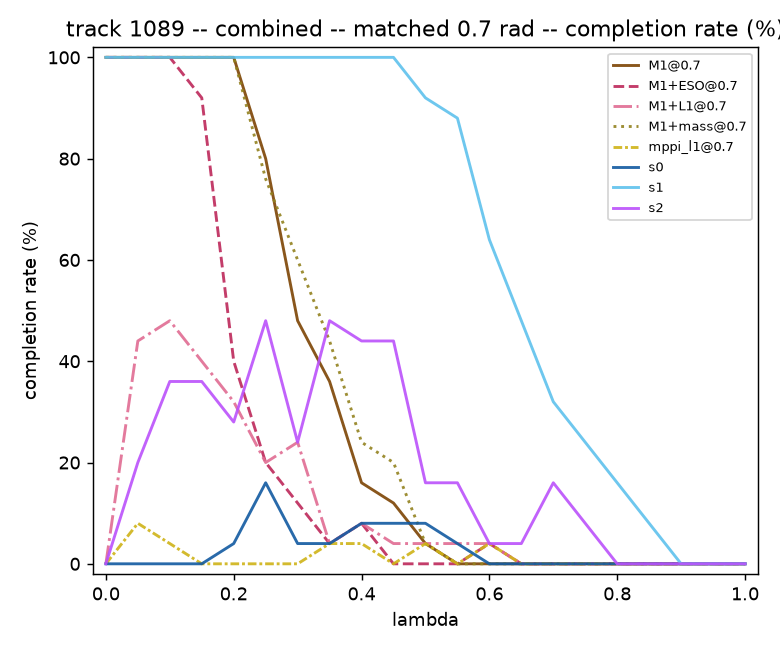 track 1089 -- combined -- matched 0.7 rad -- completion rate (%)
M1@0.7
M1+ESO@0.7
M1+L1@0.7
M1+mass@0.7
mppi_l1@0.7
s0
s1
s2
completion rate (%)
100
80
60
40
20
0
0.0 0.2 0.4 0.6 0.8 1.0
lambda